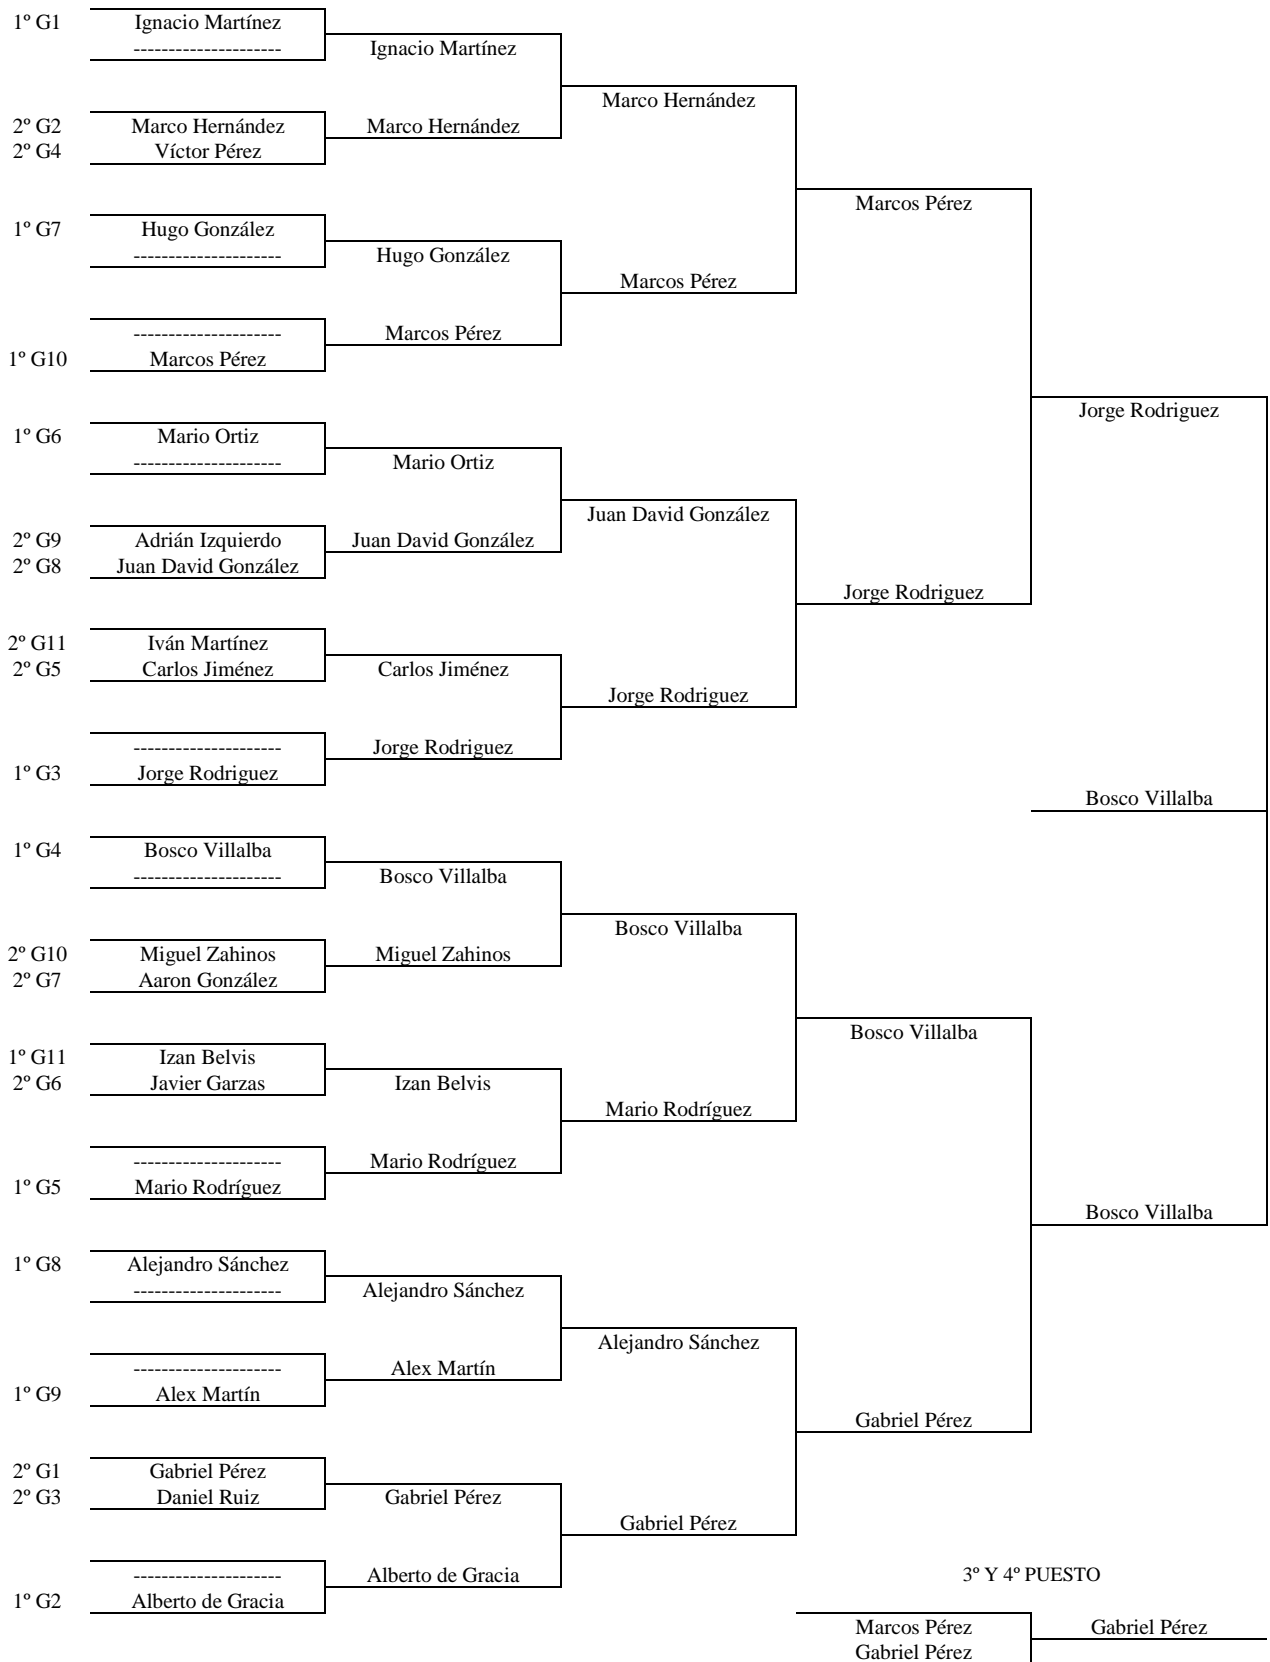 1º G1 Ignacio Martínez
---------------------
Ignacio Martínez
Marco Hernández
2º G2 Marco Hernández Marco Hernández
2º G4 Víctor Pérez
Marcos Pérez
1º G7 Hugo González
---------------------
Hugo González
Marcos Pérez
---------------------
Marcos Pérez
1º G10 Marcos Pérez
Jorge Rodriguez
1º G6 Mario Ortiz
---------------------
Mario Ortiz
Juan David González
2º G9 Adrián Izquierdo Juan David González
2º G8 Juan David González
Jorge Rodriguez
2º G11 Iván Martínez
2º G5 Carlos Jiménez Carlos Jiménez
Jorge Rodriguez
---------------------
Jorge Rodriguez
1º G3 Jorge Rodriguez
Bosco Villalba
1º G4 Bosco Villalba
---------------------
Bosco Villalba
Bosco Villalba
2º G10 Miguel Zahinos Miguel Zahinos
2º G7 Aaron González
Bosco Villalba
1º G11 Izan Belvis
2º G6 Javier Garzas Izan Belvis
Mario Rodríguez
---------------------
Mario Rodríguez
1º G5 Mario Rodríguez
Bosco Villalba
1º G8 Alejandro Sánchez
---------------------
Alejandro Sánchez
Alejandro Sánchez
---------------------
Alex Martín
1º G9 Alex Martín
Gabriel Pérez
2º G1 Gabriel Pérez
2º G3 Daniel Ruiz Gabriel Pérez
Gabriel Pérez
---------------------
Alberto de Gracia
3º Y 4º PUESTO
1º G2 Alberto de Gracia
Marcos Pérez Gabriel Pérez
Gabriel Pérez